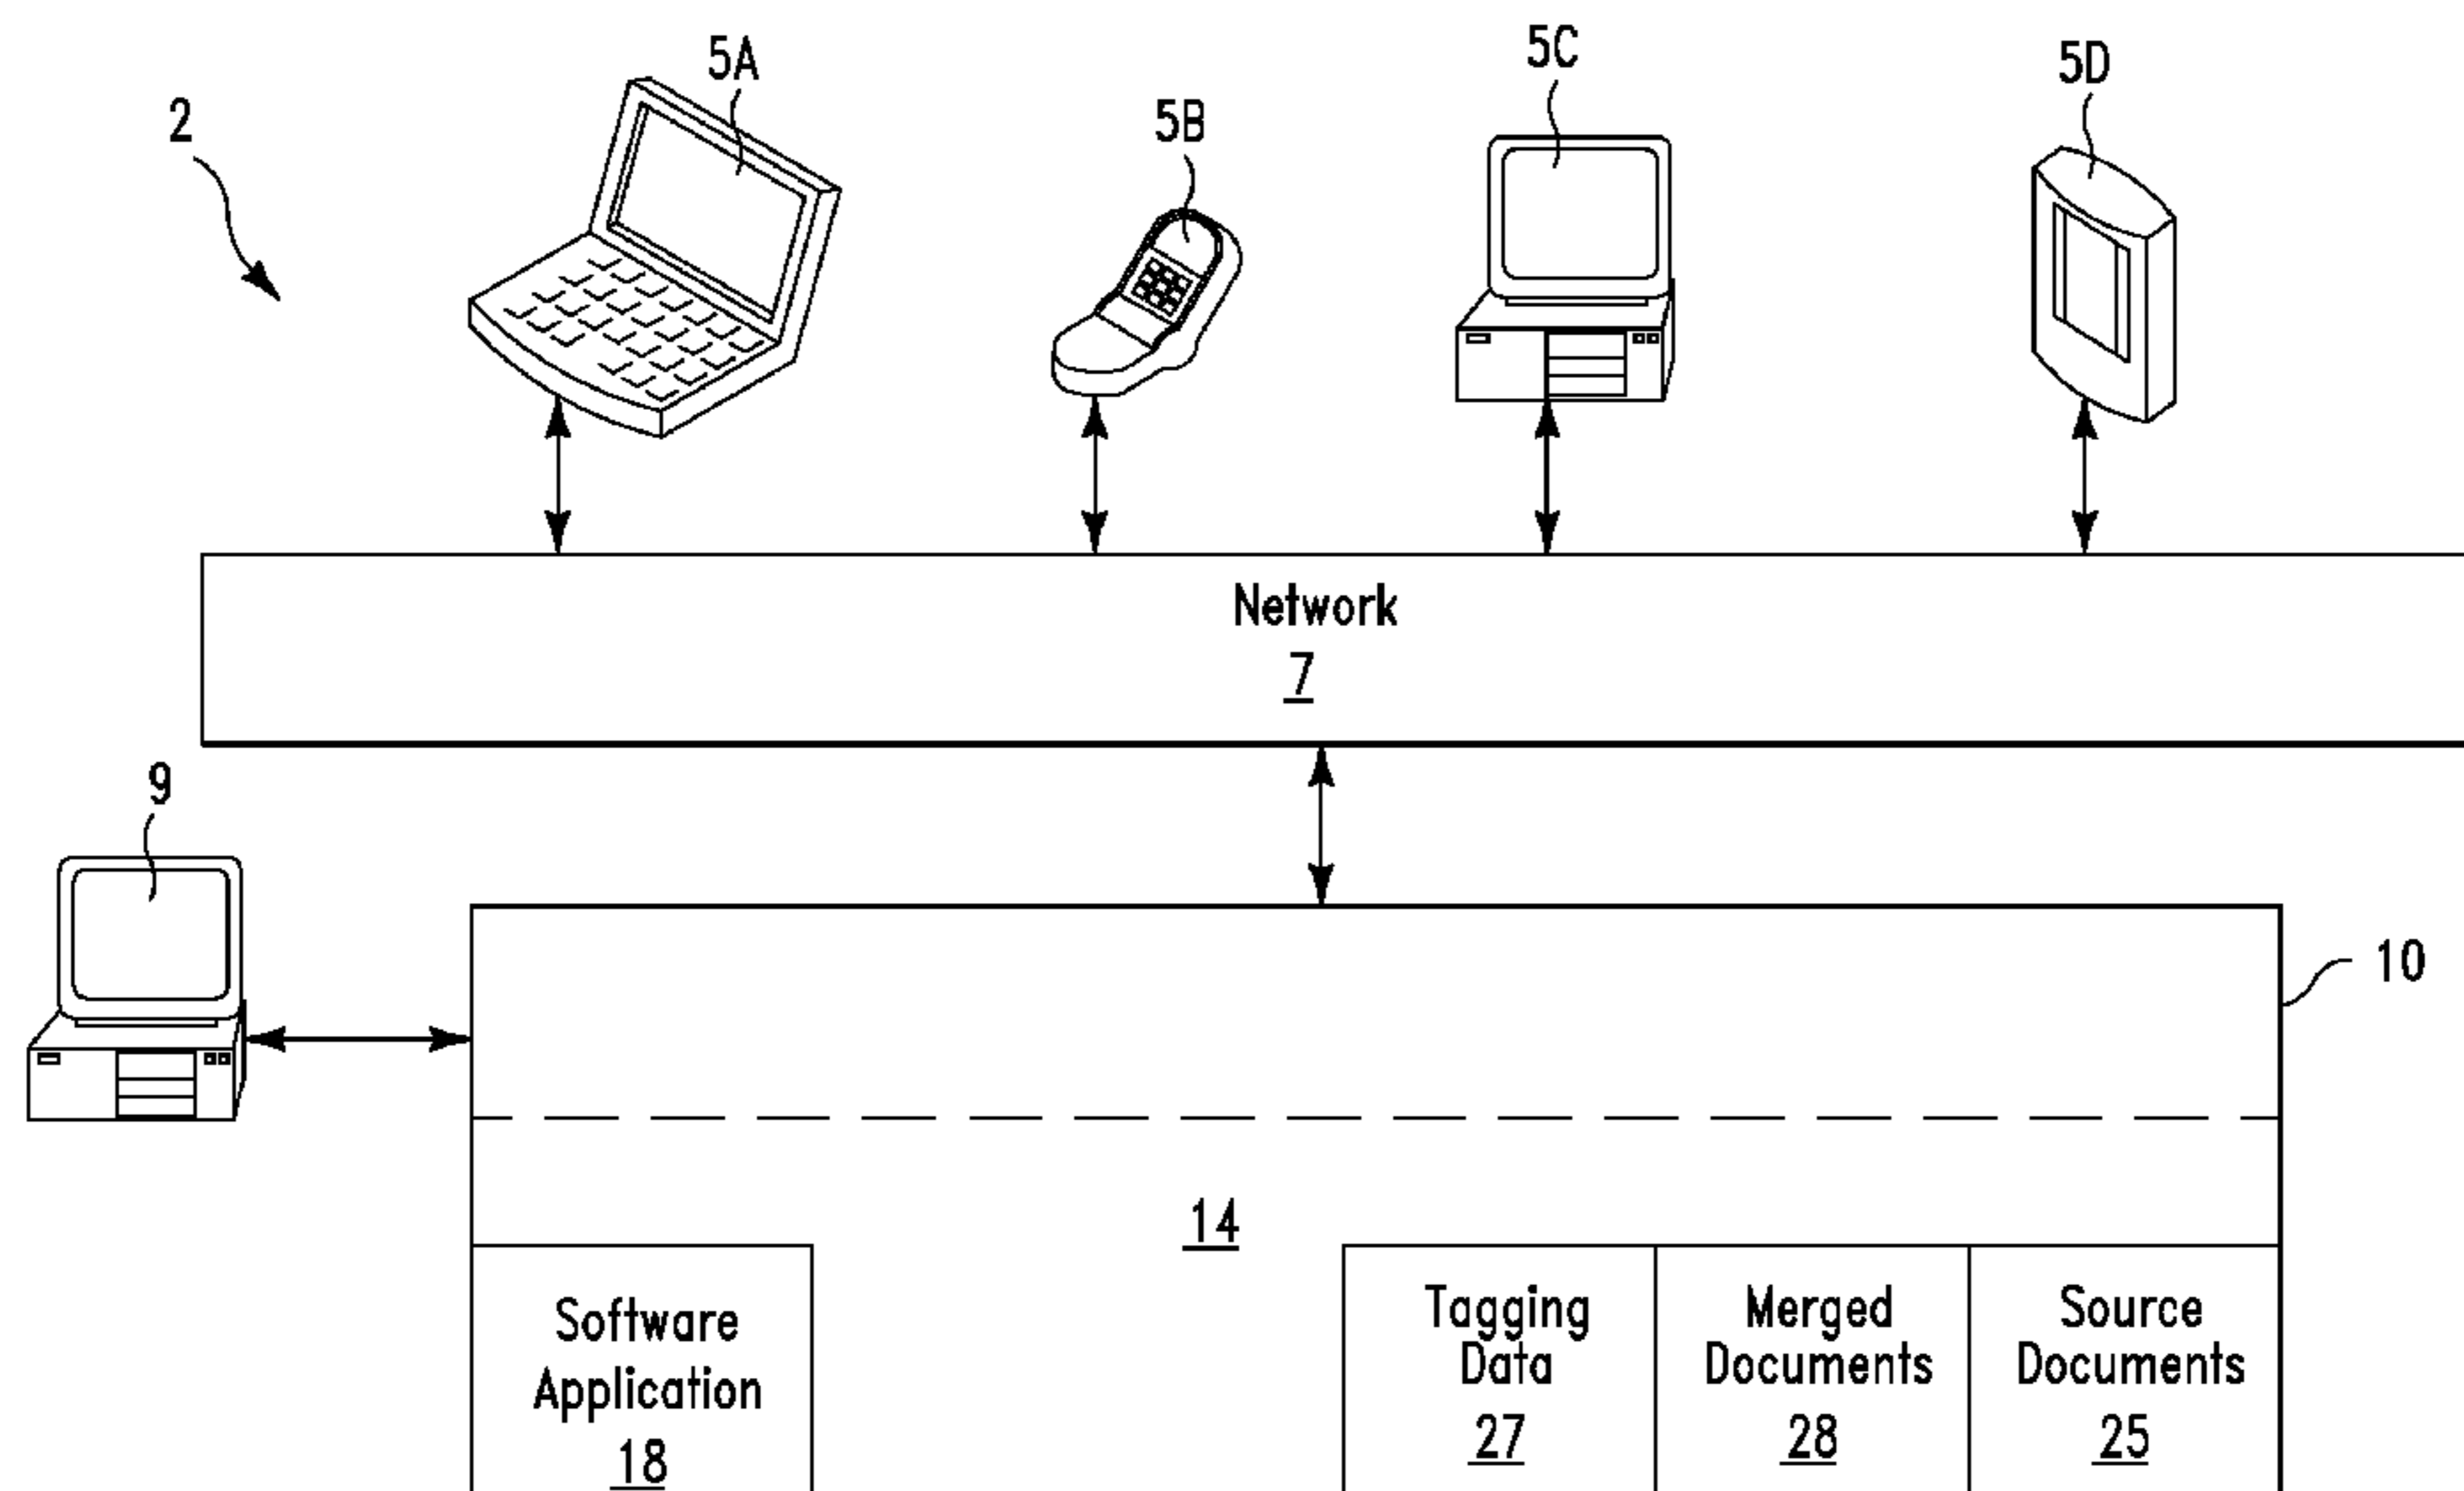 2
5A
5B
5C
5D
Network
7
9
10
14
Software
Application
18
Tagging
Data
27
Merged
Documents
28
Source
Documents
25